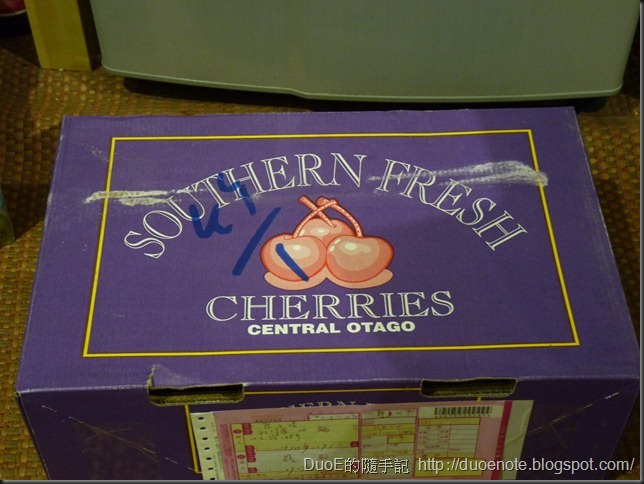 SOUTHERN FRESH
CHERRIES
CENTRAL OTAGO
DuoE的隨手記 http://duoenote.blogspot.com/